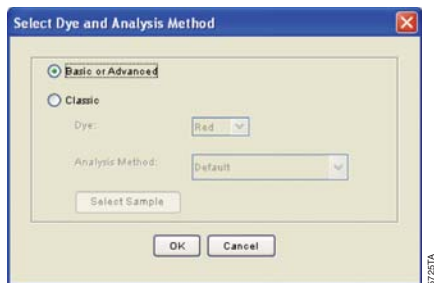 Select Dye and Analysis Method
Basic or Advanced
Classic
Dye: Red
Analysis Method: Default
Select Sample
OK Cancel
5725TA